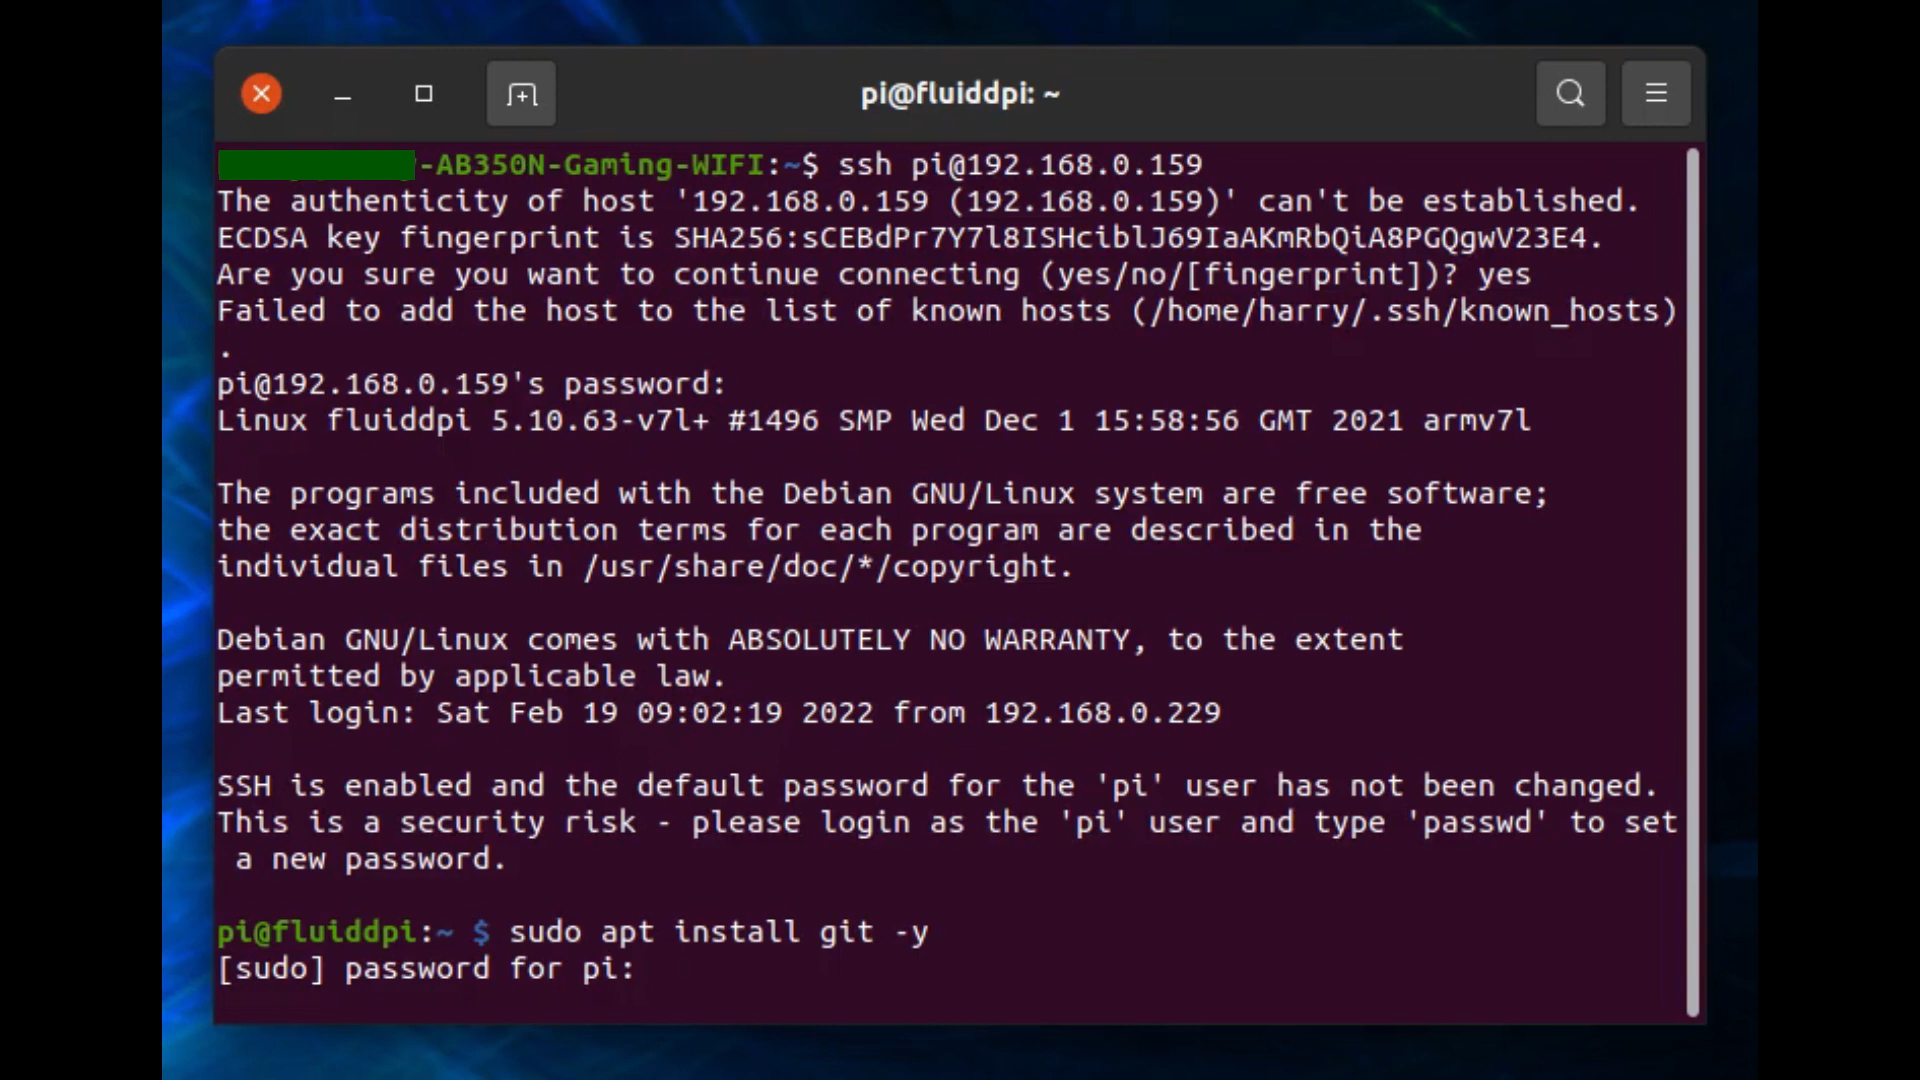 pi@fluiddpi: ~
-AB350N-Gaming-WIFI:~$ ssh pi@192.168.0.159
The authenticity of host '192.168.0.159 (192.168.0.159)' can't be established.
ECDSA key fingerprint is SHA256:sCEBdPr7Y7l8ISHciblJ69IaAKmRbQiA8PGQgwV23E4.
Are you sure you want to continue connecting (yes/no/[fingerprint])? yes
Failed to add the host to the list of known hosts (/home/harry/.ssh/known_hosts)
.
pi@192.168.0.159's password:
Linux fluiddpi 5.10.63-v7l+ #1496 SMP Wed Dec 1 15:58:56 GMT 2021 armv7l
The programs included with the Debian GNU/Linux system are free software;
the exact distribution terms for each program are described in the
individual files in /usr/share/doc/*/copyright.
Debian GNU/Linux comes with ABSOLUTELY NO WARRANTY, to the extent
permitted by applicable law.
Last login: Sat Feb 19 09:02:19 2022 from 192.168.0.229
SSH is enabled and the default password for the 'pi' user has not been changed.
This is a security risk - please login as the 'pi' user and type 'passwd' to set
 a new password.
pi@fluiddpi:~ $ sudo apt install git -y
[sudo] password for pi: